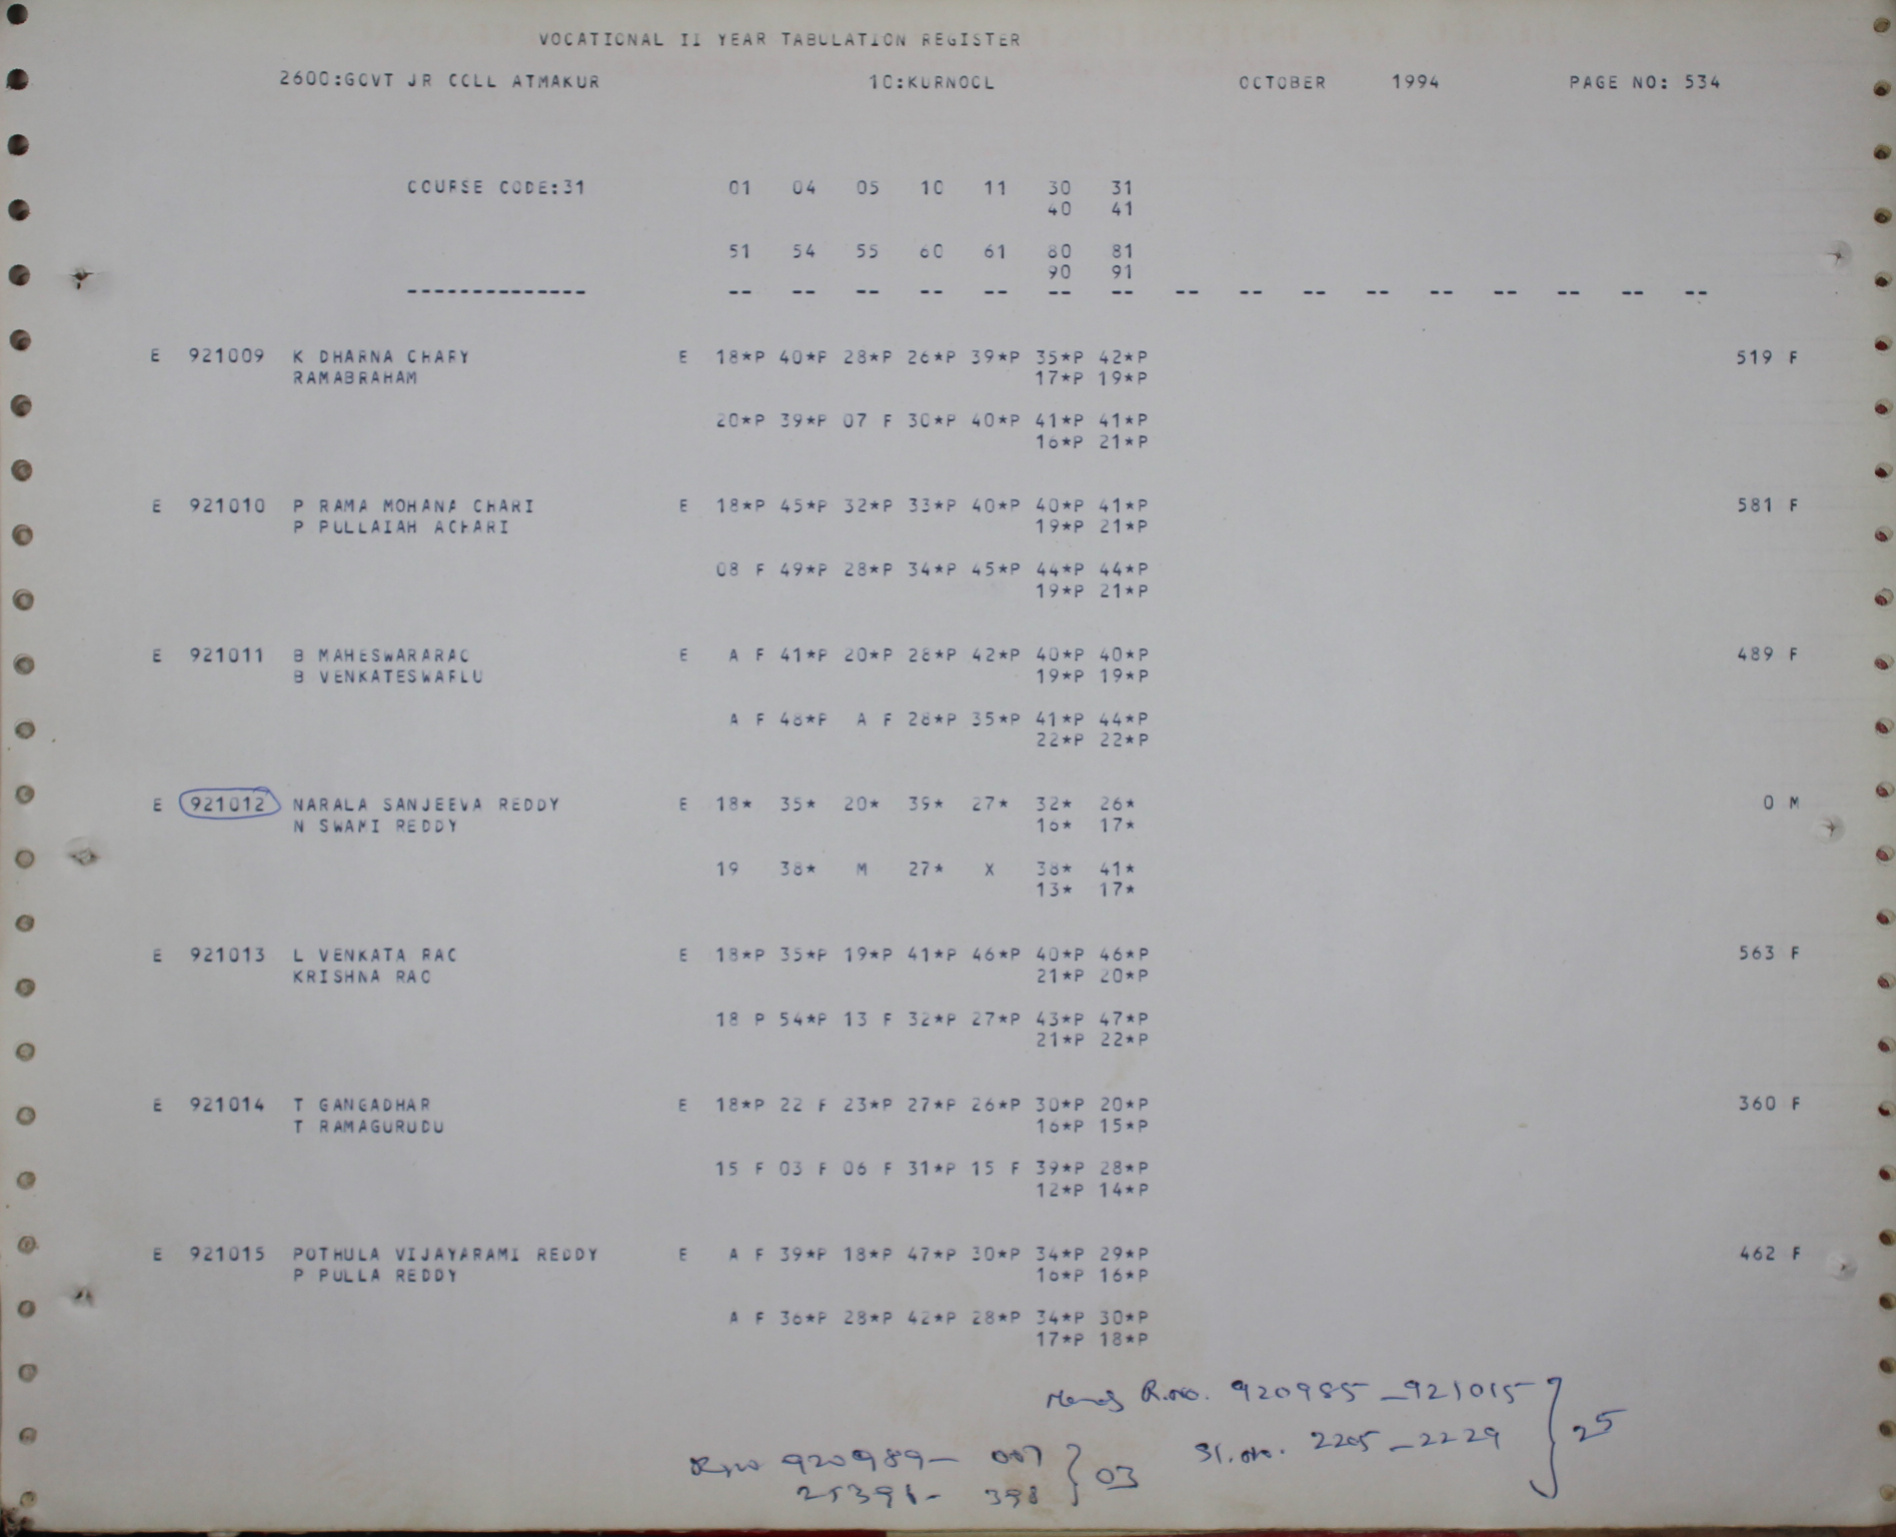 VOCATIONAL II YEAR TABULATION REGISTER
2600:GOVT JR COLL ATMAKUR 10:KURNOOL OCTOBER 1994 PAGE NO: 534
COURSE CODE:31 01 04 05 10 11 30 31
40 41
51 54 55 60 61 80 81
90 91
-------------- -- -- -- -- -- -- -- -- -- -- -- -- -- -- -- --
E 921009 K DHARNA CHARY E 18*P 40*P 28*P 26*P 39*P 35*P 42*P 519 F
RAMABRAHAM 17*P 19*P
20*P 39*P 07 F 30*P 40*P 41*P 41*P
16*P 21*P
E 921010 P RAMA MOHANA CHARI E 18*P 45*P 32*P 33*P 40*P 40*P 41*P 581 F
P PULLAIAH ACHARI 19*P 21*P
08 F 49*P 28*P 34*P 45*P 44*P 44*P
19*P 21*P
E 921011 B MAHESWARARAO E A F 41*P 20*P 28*P 42*P 40*P 40*P 489 F
B VENKATESWARLU 19*P 19*P
A F 48*P A F 28*P 35*P 41*P 44*P
22*P 22*P
E 921012 NARALA SANJEEVA REDDY E 18* 35* 20* 39* 27* 32* 26* 0 M
N SWAMI REDDY 16* 17*
19 38* M 27* X 38* 41*
13* 17*
E 921013 L VENKATA RAO E 18*P 35*P 19*P 41*P 46*P 40*P 46*P 563 F
KRISHNA RAO 21*P 20*P
18 P 54*P 13 F 32*P 27*P 43*P 47*P
21*P 22*P
E 921014 T GANGADHAR E 18*P 22 F 23*P 27*P 26*P 30*P 20*P 360 F
T RAMAGURUDU 16*P 15*P
15 F 03 F 06 F 31*P 15 F 39*P 28*P
12*P 14*P
E 921015 POTHULA VIJAYARAMI REDDY E A F 39*P 18*P 47*P 30*P 34*P 29*P 462 F
P PULLA REDDY 16*P 16*P
A F 36*P 28*P 42*P 28*P 34*P 30*P
17*P 18*P
R.no. 920985 - 921015
Sl.no. 2205 - 2229 } 25
R.no 920989 - 007
25396 - 398 } 03